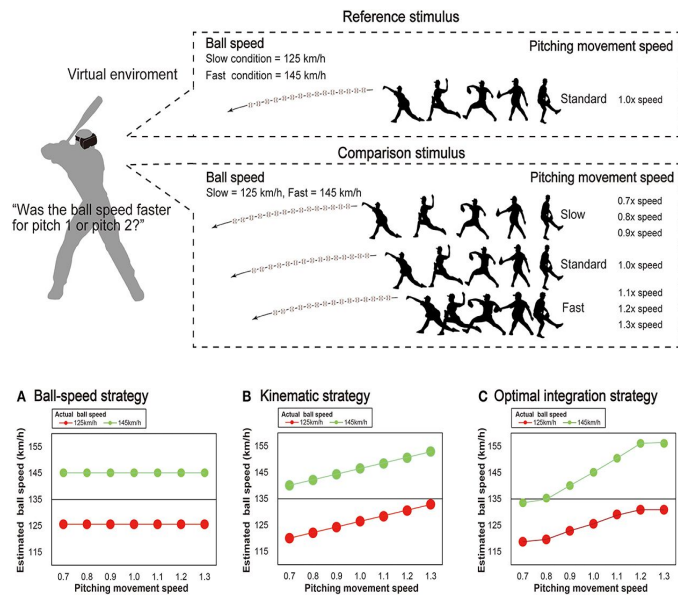 Reference stimulus
Ball speed
Slow condition = 125 km/h
Fast condition = 145 km/h
Pitching movement speed
Standard 1.0x speed
Virtual enviroment
Comparison stimulus
Ball speed
Slow = 125 km/h, Fast = 145 km/h
Pitching movement speed
Slow
0.7x speed
0.8x speed
0.9x speed
Standard 1.0x speed
Fast
1.1x speed
1.2x speed
1.3x speed
"Was the ball speed faster
for pitch 1 or pitch 2?"
A Ball-speed strategy
Actual ball speed
125km/h 145km/h
Estimated ball speed (km/h)
155
145
135
125
115
0.7 0.8 0.9 1.0 1.1 1.2 1.3
Pitching movement speed
B Kinematic strategy
Actual ball speed
125km/h 145km/h
Estimated ball speed (km/h)
155
145
135
125
115
0.7 0.8 0.9 1.0 1.1 1.2 1.3
Pitching movement speed
C Optimal integration strategy
Actual ball speed
125km/h 145km/h
Estimated ball speed (km/h)
155
145
135
125
115
0.7 0.8 0.9 1.0 1.1 1.2 1.3
Pitching movement speed